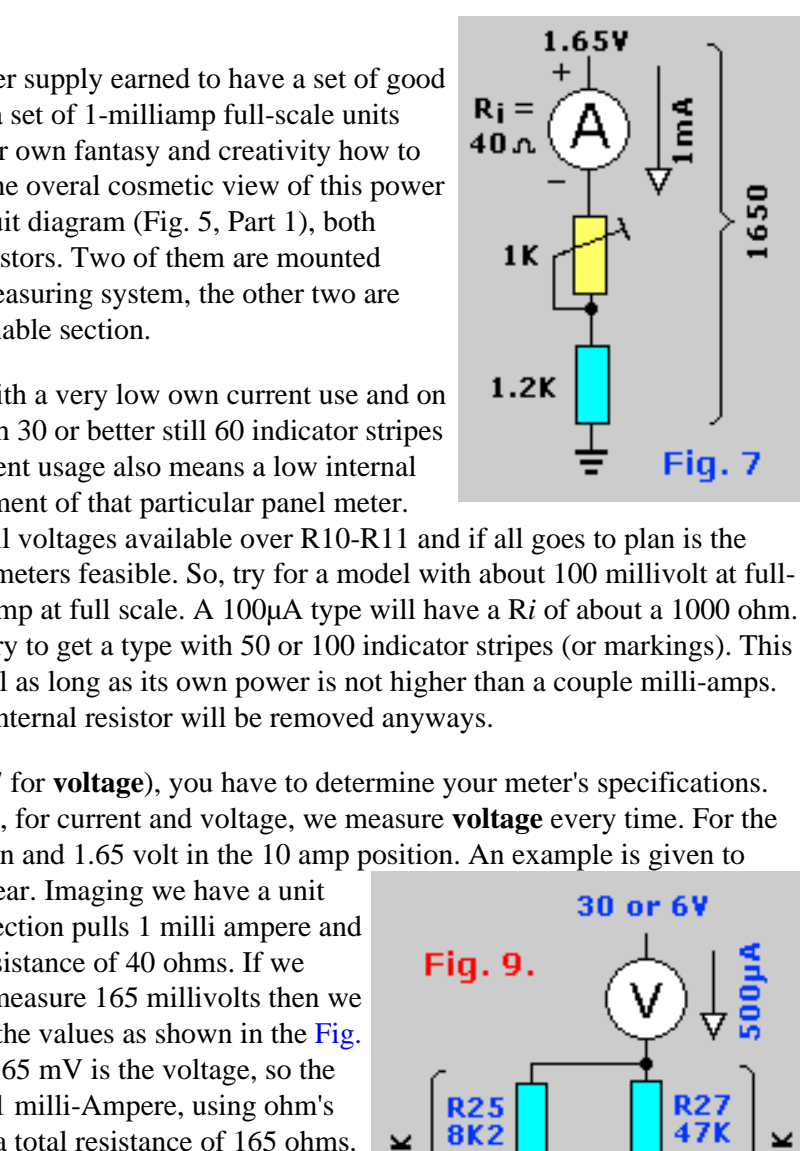 er supply earned to have a set of good
a set of 1-milliamp full-scale units
r own fantasy and creativity how to
ne overal cosmetic view of this power
uit diagram (Fig. 5, Part 1), both
stors. Two of them are mounted
easuring system, the other two are
nable section.
1.65V
+
Ri =
40 Ω
A
1mA
−
1K
1650
1.2K
Fig. 7
ith a very low own current use and on
n 30 or better still 60 indicator stripes
ent usage also means a low internal
ment of that particular panel meter.
ll voltages available over R10-R11 and if all goes to plan is the
meters feasible. So, try for a model with about 100 millivolt at full-
mp at full scale. A 100µA type will have a Ri of about a 1000 ohm.
ry to get a type with 50 or 100 indicator stripes (or markings). This
l as long as its own power is not higher than a couple milli-amps.
nternal resistor will be removed anyways.
for voltage), you have to determine your meter's specifications.
, for current and voltage, we measure voltage every time. For the
n and 1.65 volt in the 10 amp position. An example is given to
ear. Imaging we have a unit
ection pulls 1 milli ampere and
sistance of 40 ohms. If we
measure 165 millivolts then we
the values as shown in the Fig.
65 mV is the voltage, so the
1 milli-Ampere, using ohm's
a total resistance of 165 ohms.
30 or 6V
Fig. 9.
V
500µA
R25
8K2
R27
47K
K
K